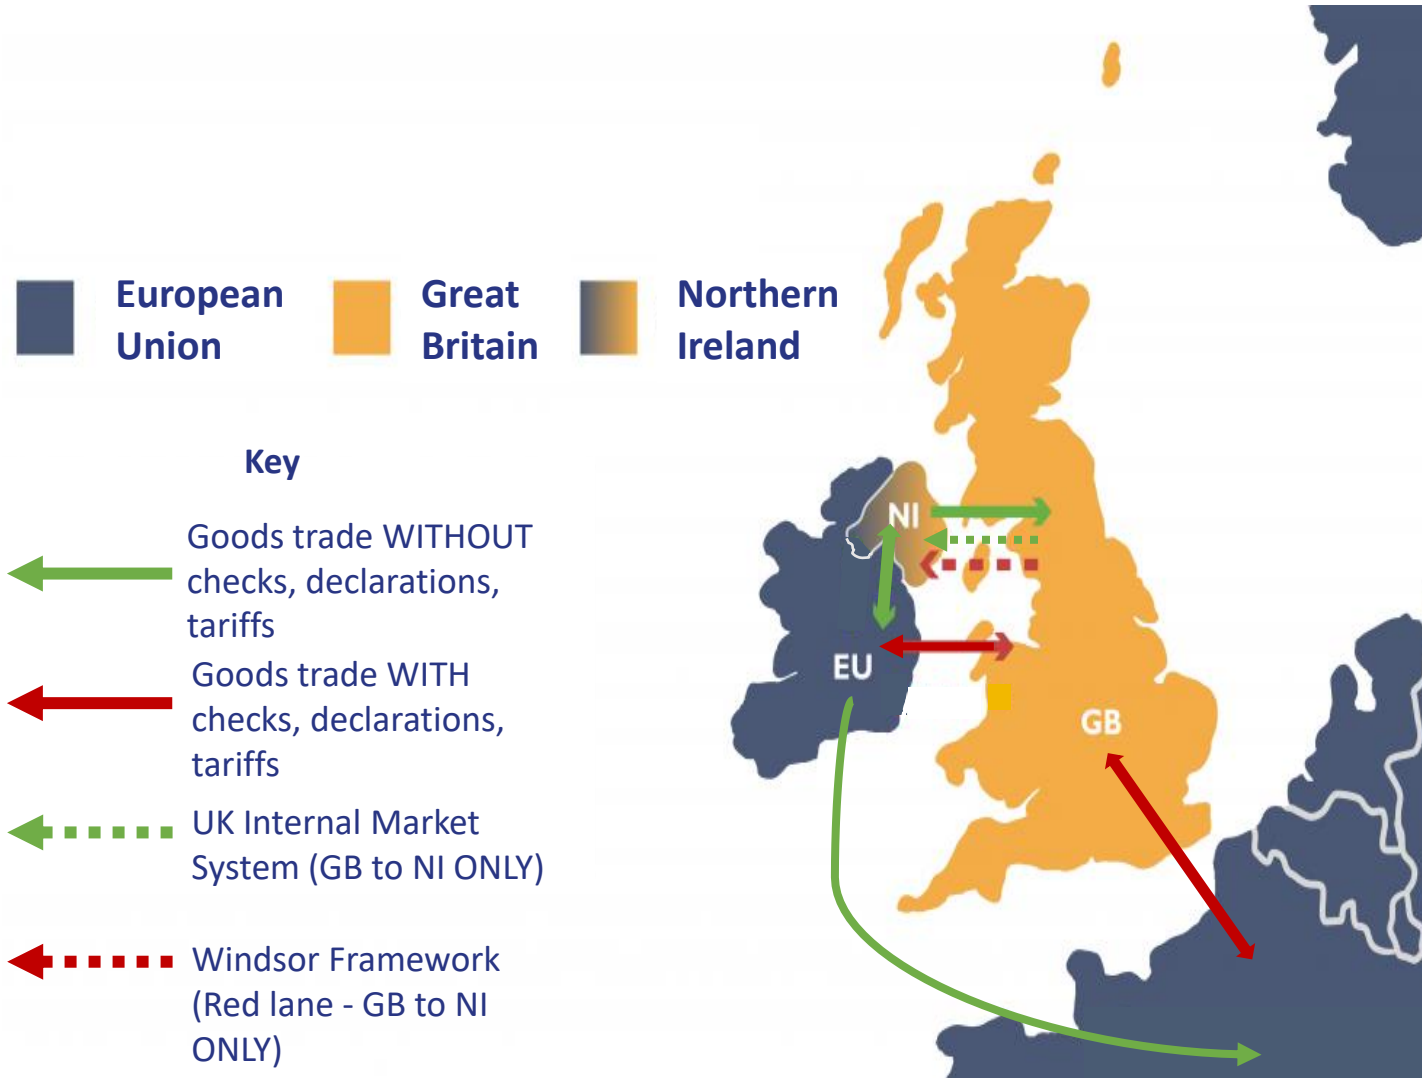 European
Union
Great
Britain
Northern
Ireland
Key
Goods trade WITHOUT
checks, declarations,
tariffs
Goods trade WITH
checks, declarations,
tariffs
UK Internal Market
System (GB to NI ONLY)
Windsor Framework
(Red lane - GB to NI
ONLY)
NI
EU
GB